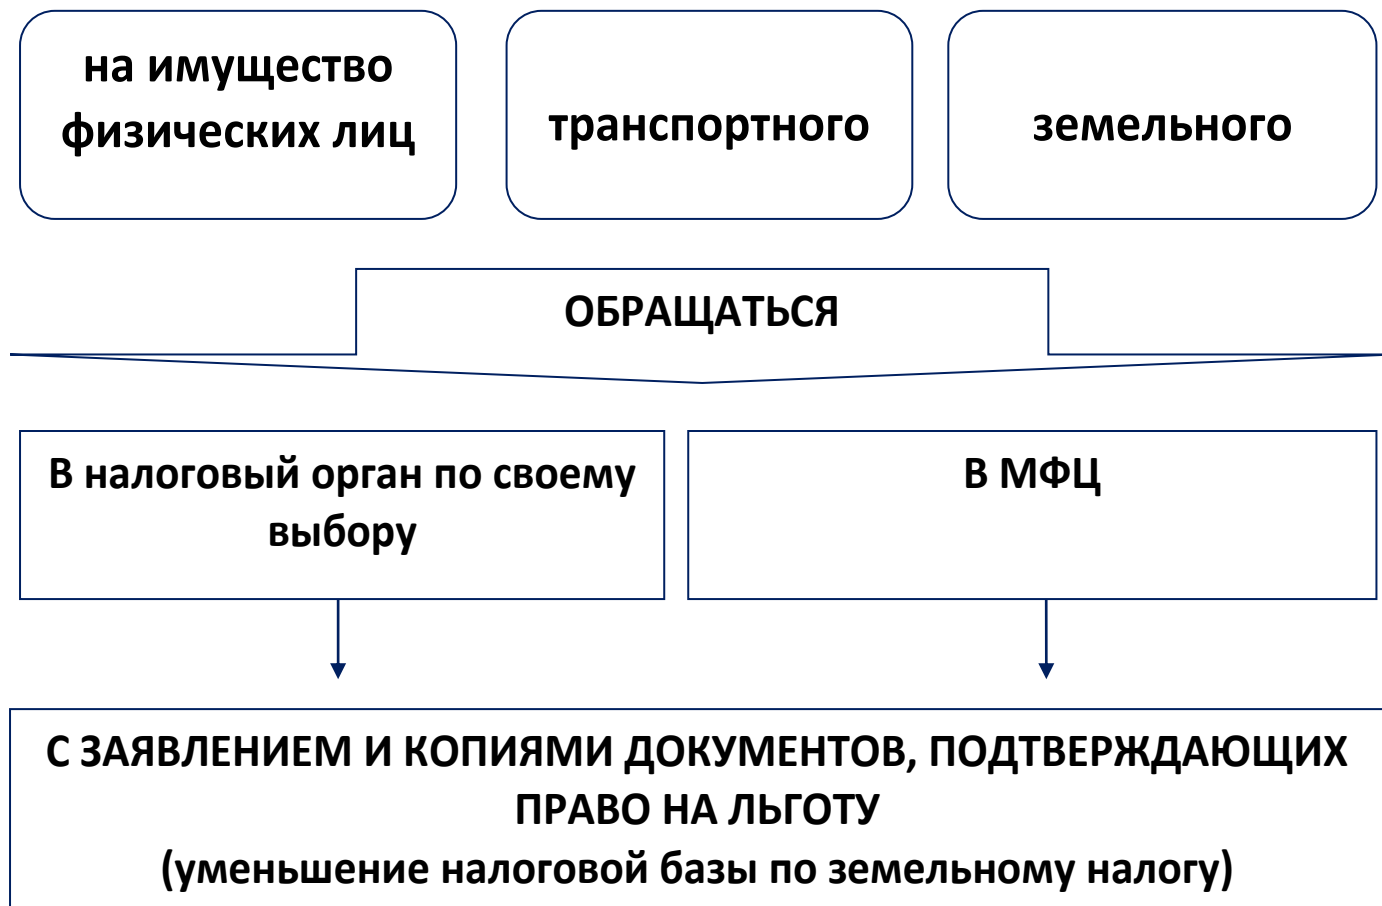 на имущество
физических лиц
транспортного
земельного
ОБРАЩАТЬСЯ
В налоговый орган по своему
выбору
В МФЦ
С ЗАЯВЛЕНИЕМ И КОПИЯМИ ДОКУМЕНТОВ, ПОДТВЕРЖДАЮЩИХ
ПРАВО НА ЛЬГОТУ
(уменьшение налоговой базы по земельному налогу)